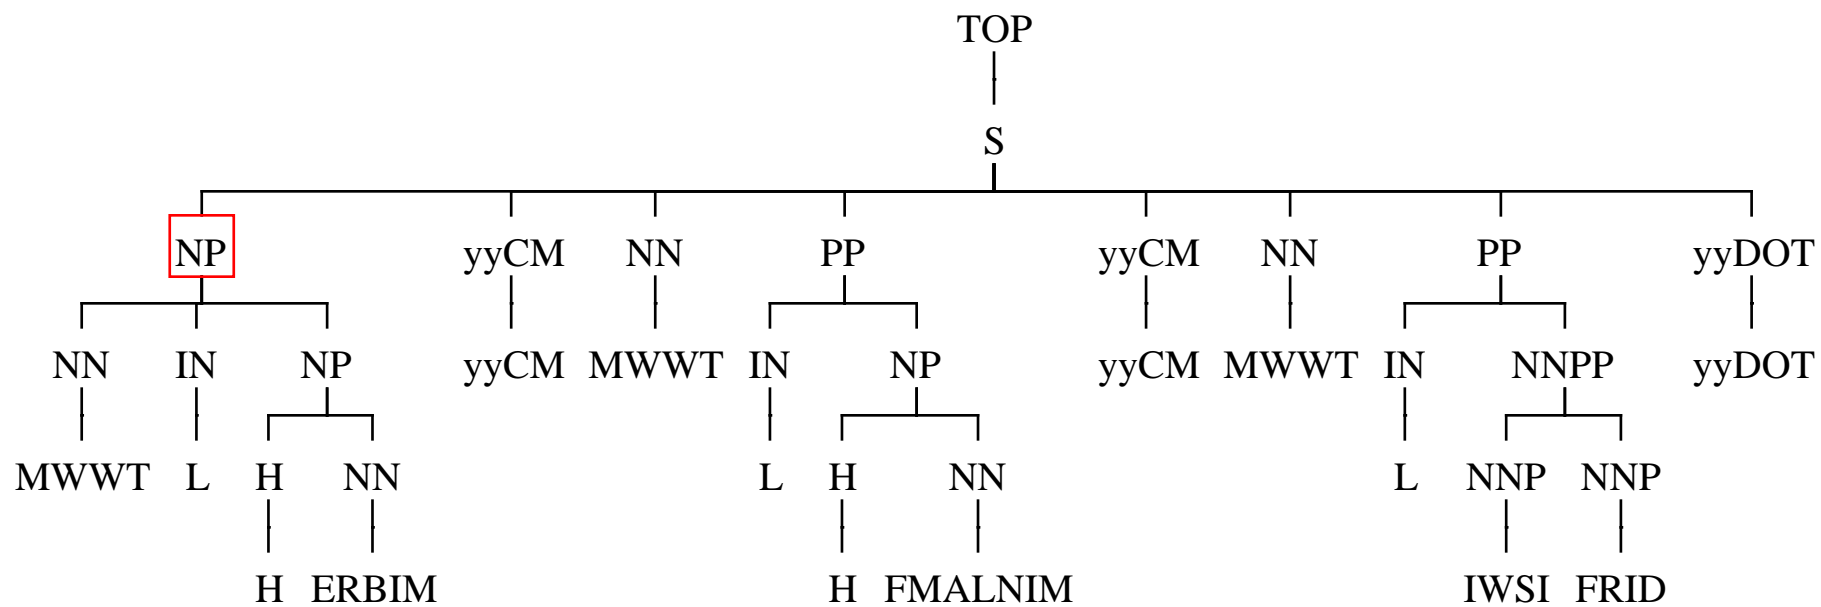 TOP
S
NP yyCM NN PP yyCM NN PP yyDOT
NN IN NP yyCM MWWT IN NP yyCM MWWT IN NNPP yyDOT
MWWT L H NN L H NN L NNP NNP
H ERBIM H FMALNIM IWSI FRID